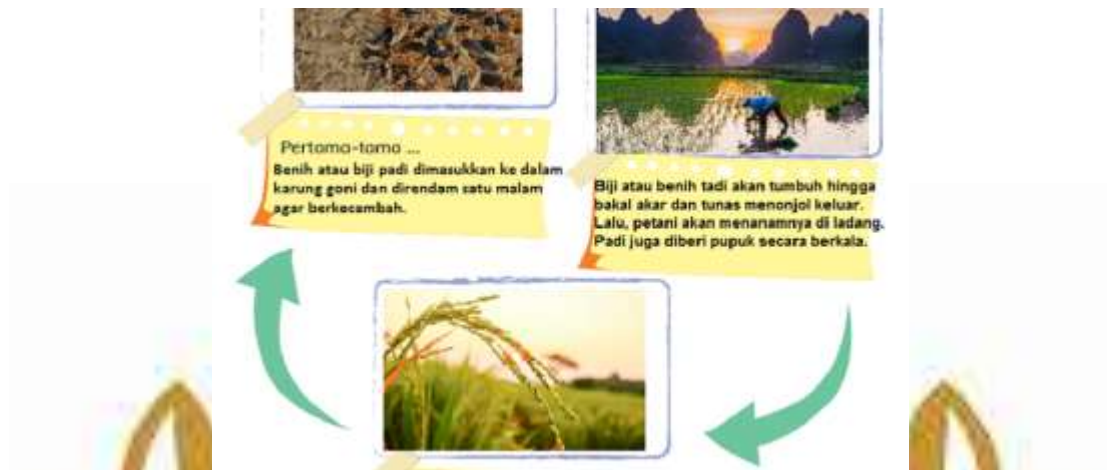 Pertama-tama ...
Benih atau biji padi dimasukkan ke dalam
karung goni dan direndam satu malam
agar berkecambah.
Biji atau benih tadi akan tumbuh hingga
bakal akar dan tunas menonjol keluar.
Lalu, petani akan menanamnya di ladang.
Padi juga diberi pupuk secara berkala.